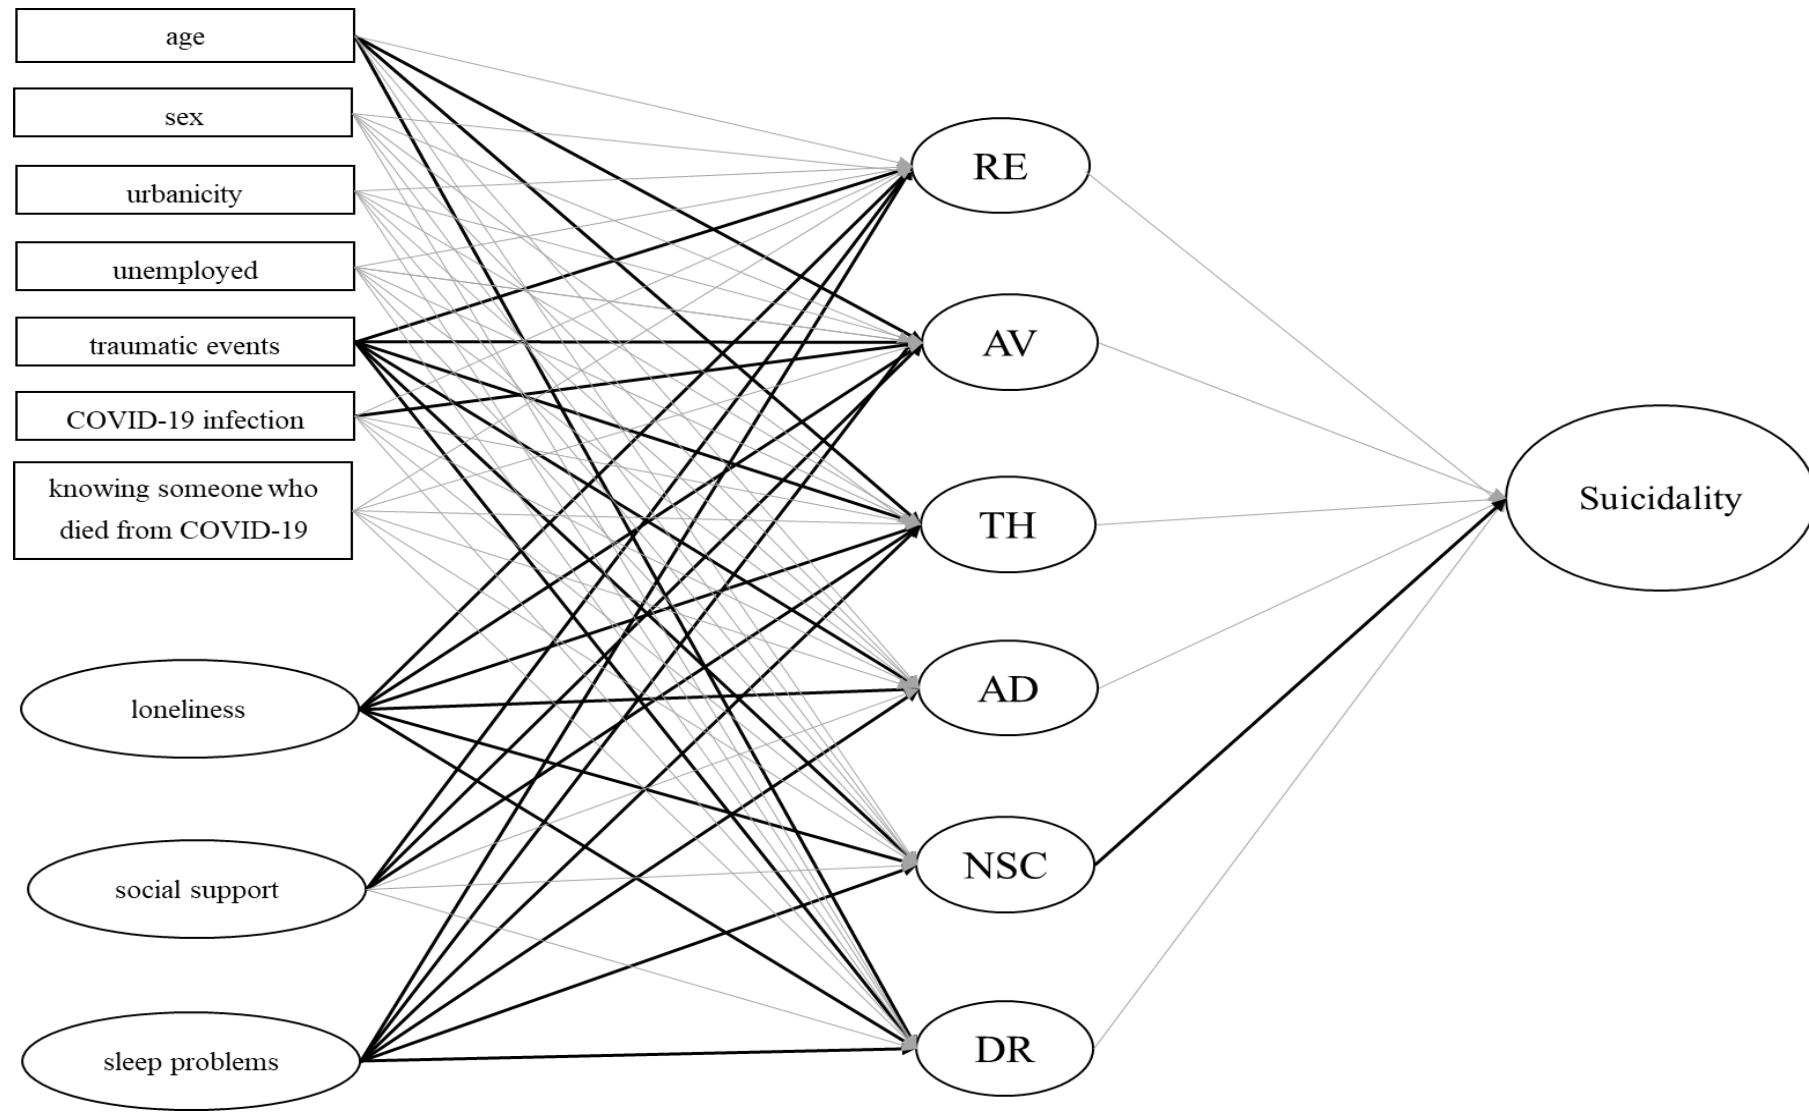 age
sex
urbanicity
unemployed
traumatic events
COVID-19 infection
knowing someone who
died from COVID-19
loneliness
social support
sleep problems
RE
AV
TH
AD
NSC
DR
Suicidality